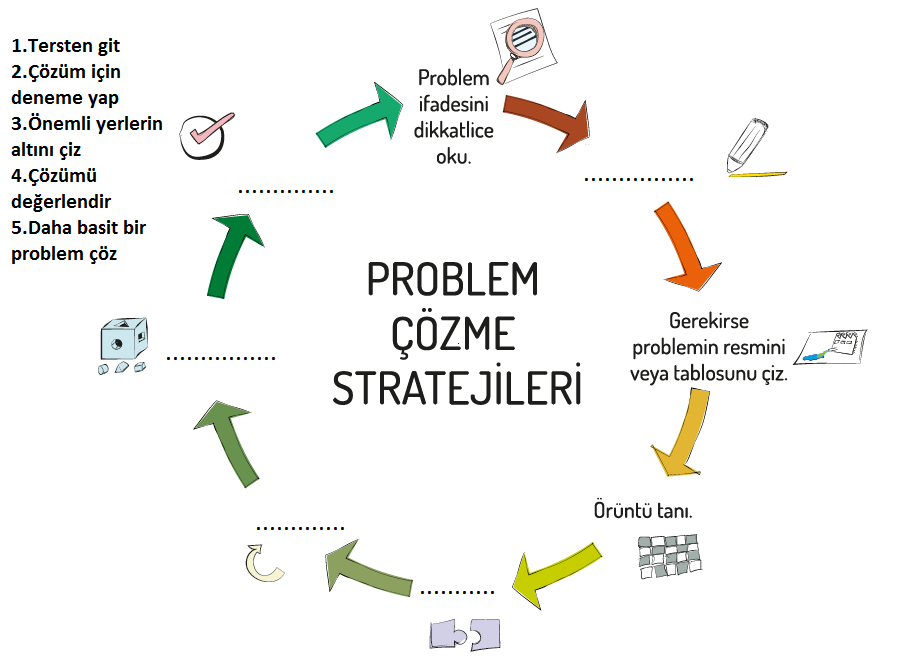 1.Tersten git
2.Çözüm için
deneme yap
3.Önemli yerlerin
altını çiz
4.Çözümü
değerlendir
5.Daha basit bir
problem çöz
Problem
ifadesini
dikkatlice
oku.
..............
................
PROBLEM
ÇÖZME
STRATEJİLERİ
Gerekirse
problemin resmini
veya tablosunu çiz.
................
Örüntü tanı.
.............
...........